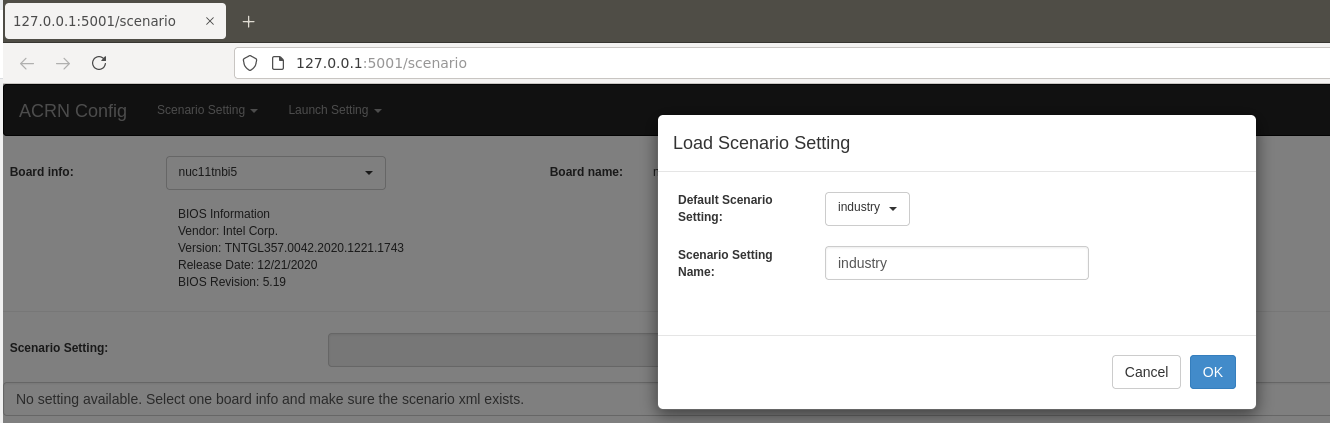 127.0.0.1:5001/scenario
127.0.0.1:5001/scenario
ACRN Config Scenario Setting Launch Setting
Load Scenario Setting
Board info: nuc11tnbi5 Board name: n
BIOS Information
Vendor: Intel Corp.
Version: TNTGL357.0042.2020.1221.1743
Release Date: 12/21/2020
BIOS Revision: 5.19
Default Scenario
Setting:
industry
Scenario Setting
Name:
industry
Scenario Setting:
Cancel OK
No setting available. Select one board info and make sure the scenario xml exists.